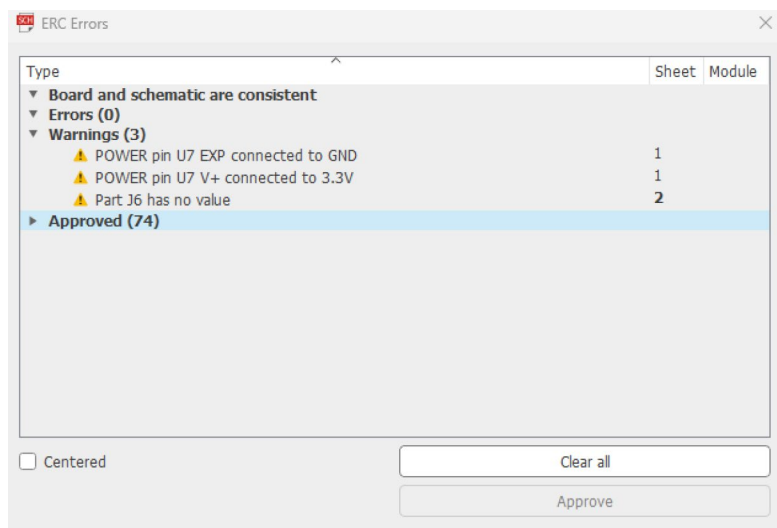 SCH ERC Errors
Type Sheet Module
Board and schematic are consistent
Errors (0)
Warnings (3)
POWER pin U7 EXP connected to GND 1
POWER pin U7 V+ connected to 3.3V 1
Part J6 has no value 2
Approved (74)
Centered Clear all
Approve